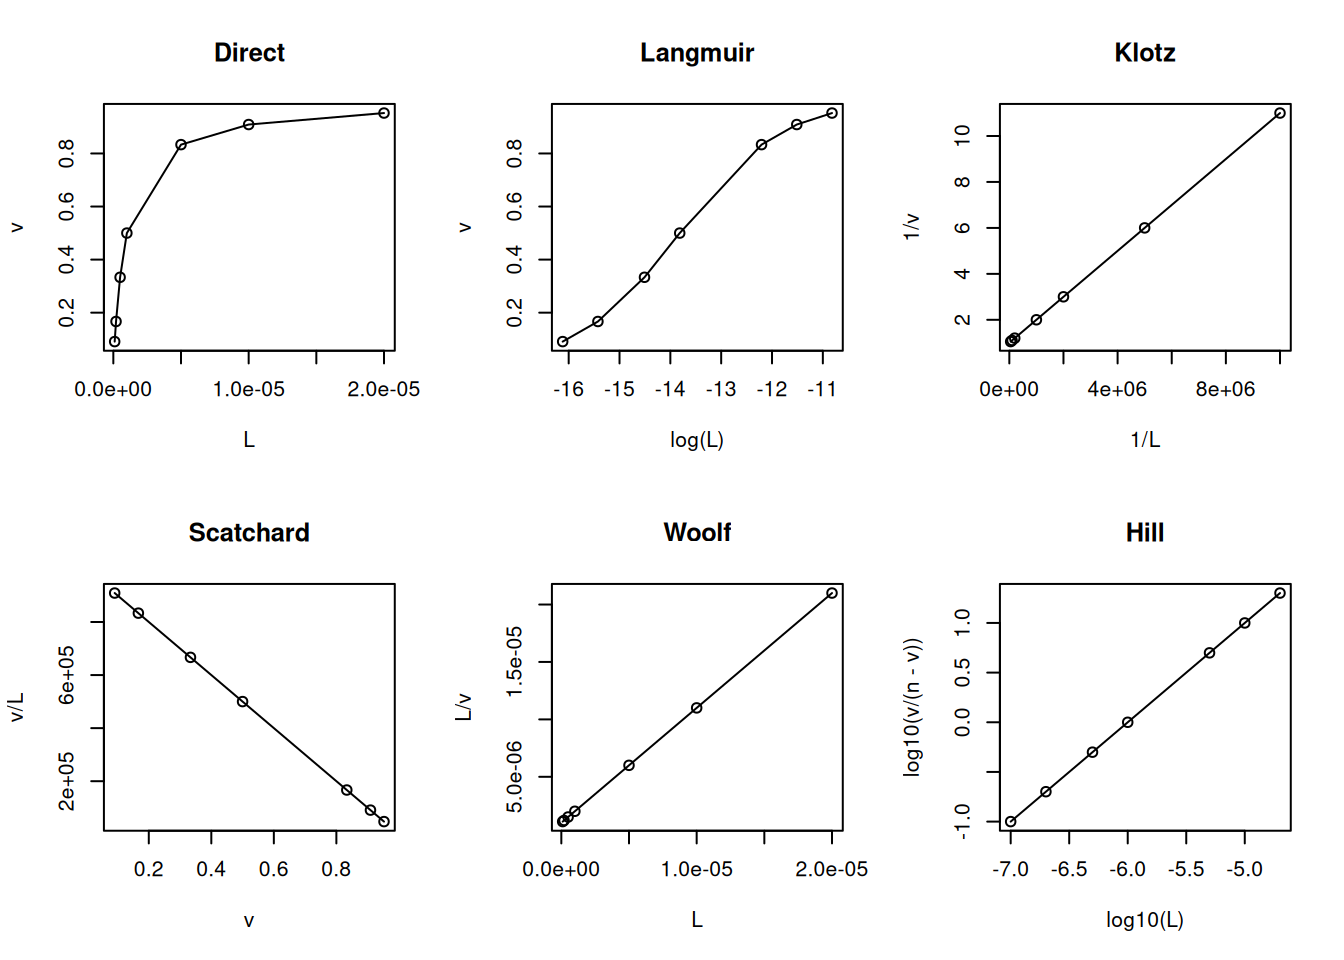 Direct
v
0.2 0.4 0.6 0.8
0.0e+00 1.0e-05 2.0e-05
L
Langmuir
v
0.2 0.4 0.6 0.8
-16 -15 -14 -13 -12 -11
log(L)
Klotz
1/v
2 4 6 8 10
0e+00 4e+06 8e+06
1/L
Scatchard
v/L
2e+05 6e+05
0.2 0.4 0.6 0.8
v
Woolf
L/v
5.0e-06 1.5e-05
0.0e+00 1.0e-05 2.0e-05
L
Hill
log10(v/(n - v))
-1.0 0.0 0.5 1.0
-7.0 -6.5 -6.0 -5.5 -5.0
log10(L)